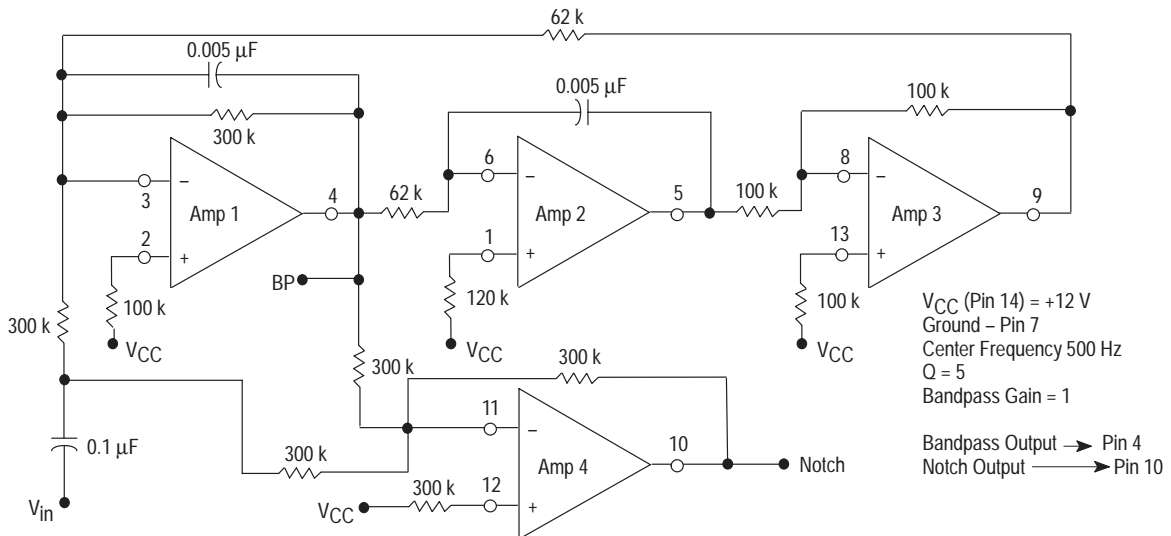 62 k
0.005 μF
0.005 μF
300 k
100 k
3
Amp 1
4
2
62 k
6
Amp 2
5
1
100 k
8
Amp 3
9
13
BP
300 k
100 k
V_CC
120 k
V_CC
100 k
V_CC
V_CC (Pin 14) = +12 V
Ground – Pin 7
Center Frequency 500 Hz
Q = 5
Bandpass Gain = 1
Bandpass Output → Pin 4
Notch Output → Pin 10
300 k
300 k
0.1 μF
V_in
300 k
11
Amp 4
10
Notch
12
V_CC
300 k